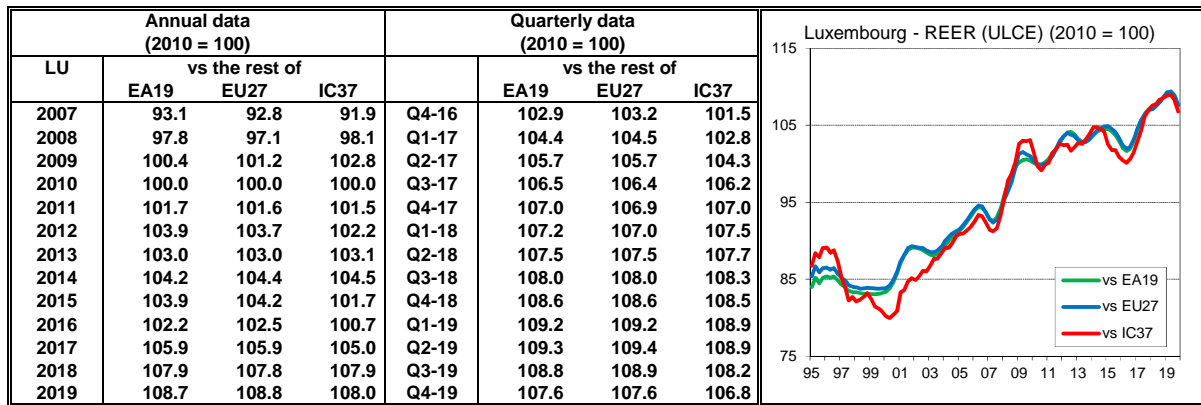 Annual data Quarterly data
(2010 = 100) (2010 = 100)
LU vs the rest of vs the rest of
EA19 EU27 IC37 EA19 EU27 IC37
2007 93.1 92.8 91.9 Q4-16 102.9 103.2 101.5
2008 97.8 97.1 98.1 Q1-17 104.4 104.5 102.8
2009 100.4 101.2 102.8 Q2-17 105.7 105.7 104.3
2010 100.0 100.0 100.0 Q3-17 106.5 106.4 106.2
2011 101.7 101.6 101.5 Q4-17 107.0 106.9 107.0
2012 103.9 103.7 102.2 Q1-18 107.2 107.0 107.5
2013 103.0 103.0 103.1 Q2-18 107.5 107.5 107.7
2014 104.2 104.4 104.5 Q3-18 108.0 108.0 108.3
2015 103.9 104.2 101.7 Q4-18 108.6 108.6 108.5
2016 102.2 102.5 100.7 Q1-19 109.2 109.2 108.9
2017 105.9 105.9 105.0 Q2-19 109.3 109.4 108.9
2018 107.9 107.8 107.9 Q3-19 108.8 108.9 108.2
2019 108.7 108.8 108.0 Q4-19 107.6 107.6 106.8
Luxembourg - REER (ULCE) (2010 = 100)
115
105
95
85
75
vs EA19
vs EU27
vs IC37
95 97 99 01 03 05 07 09 11 13 15 17 19